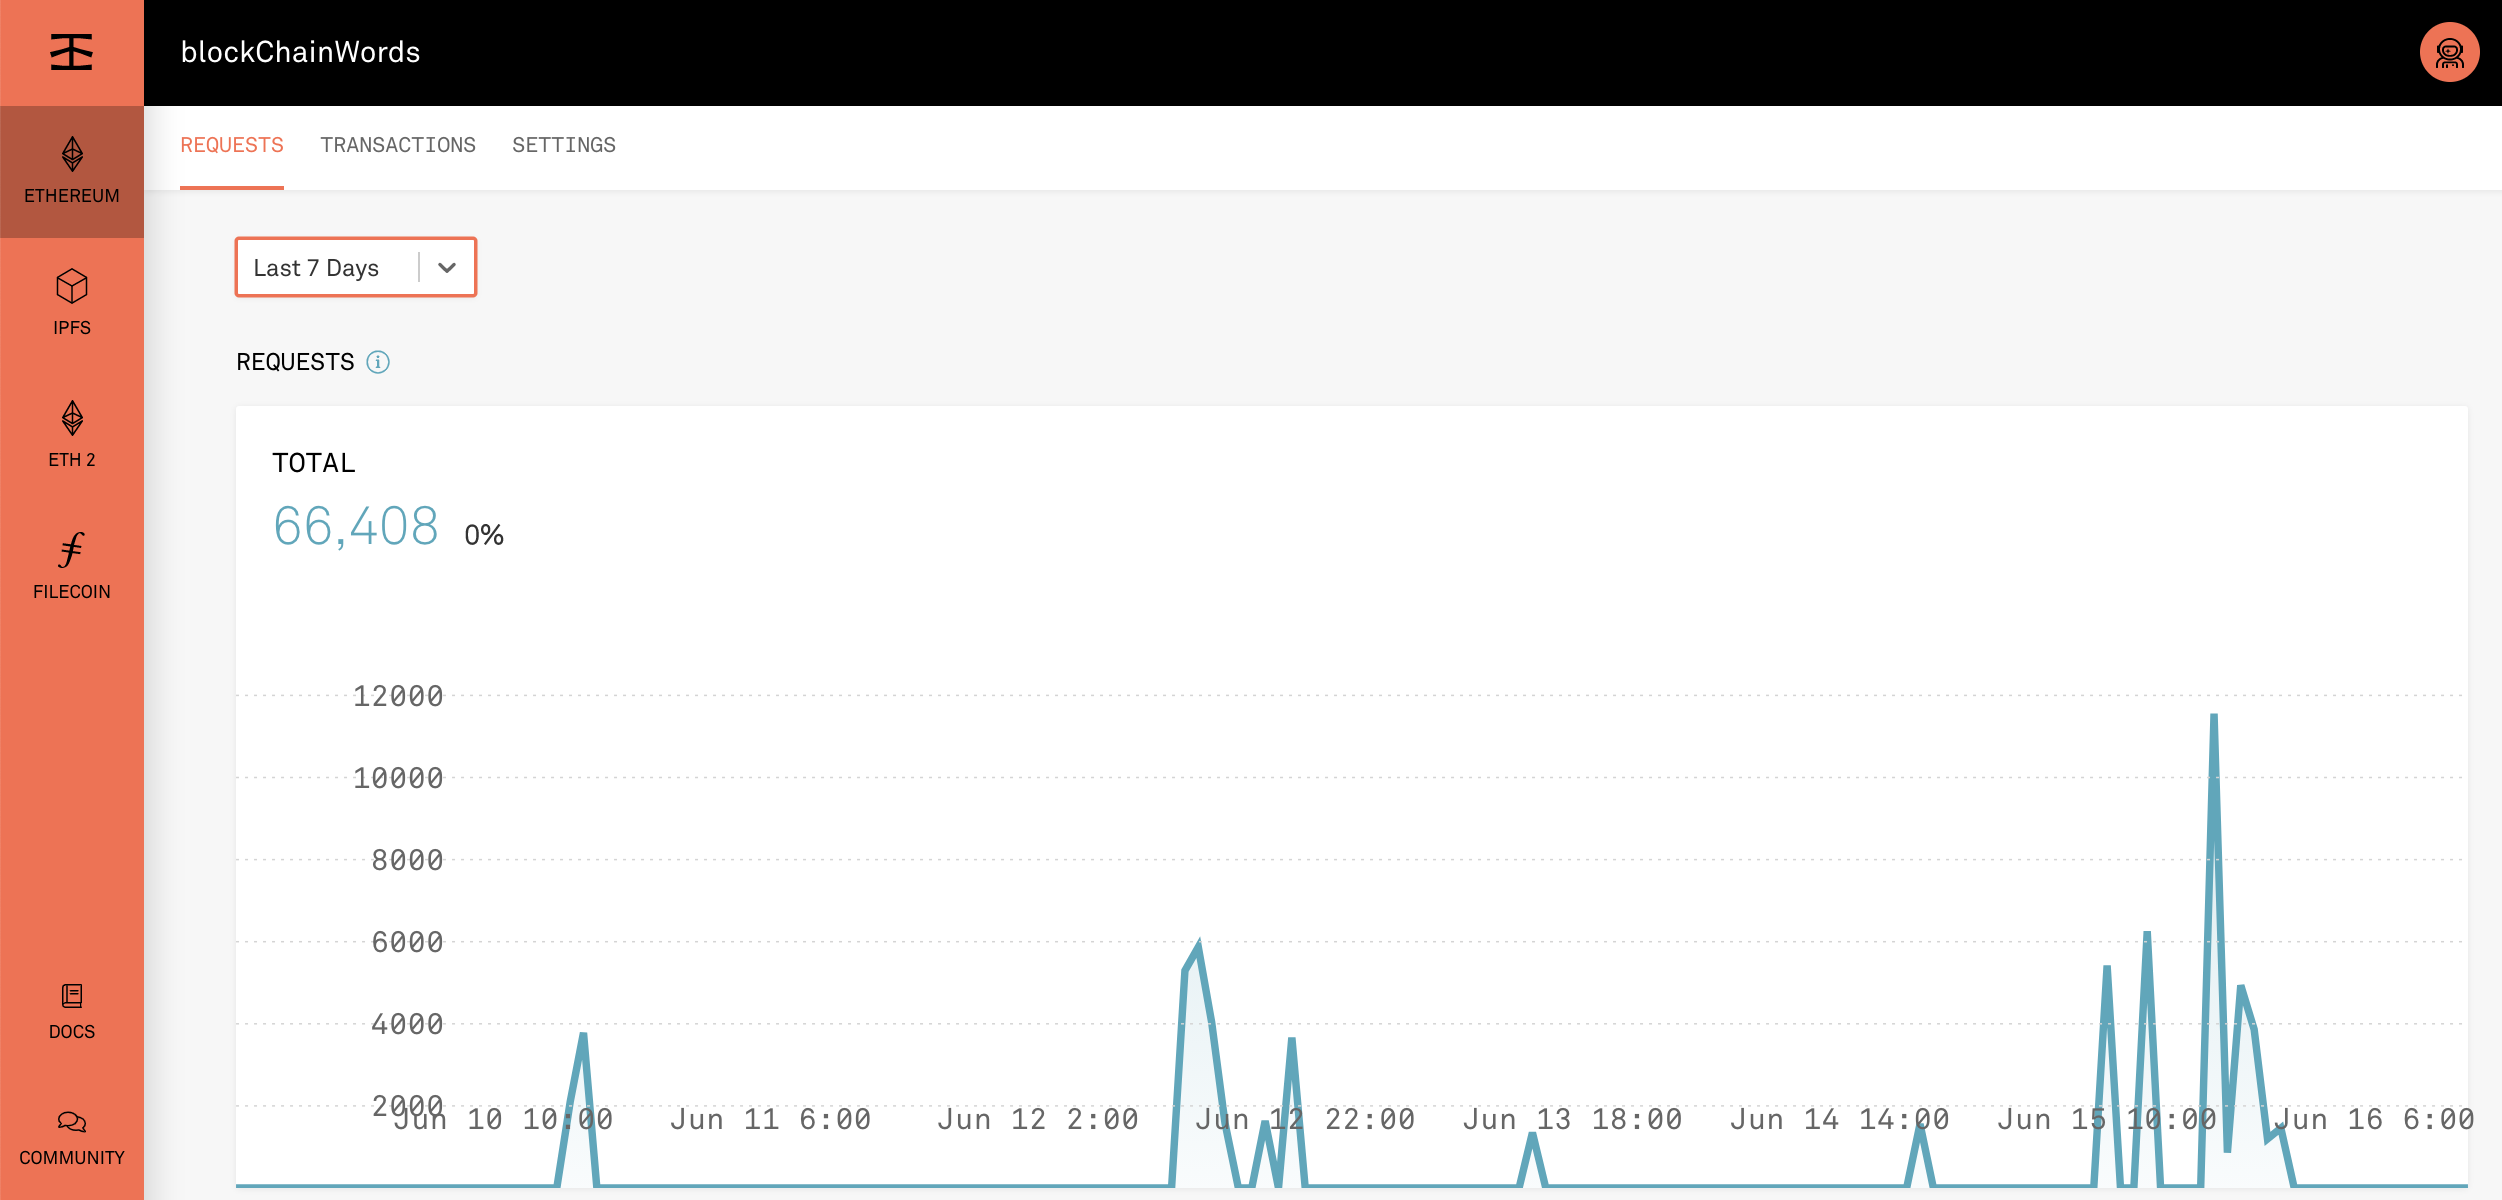 blockChainWords
REQUESTS TRANSACTIONS SETTINGS
ETHEREUM
IPFS
ETH 2
FILECOIN
DOCS
COMMUNITY
Last 7 Days
REQUESTS
TOTAL
66,408 0%
12000
10000
8000
6000
4000
2000
Jun 10 10:00 Jun 11 6:00 Jun 12 2:00 Jun 12 22:00 Jun 13 18:00 Jun 14 14:00 Jun 15 10:00 Jun 16 6:00